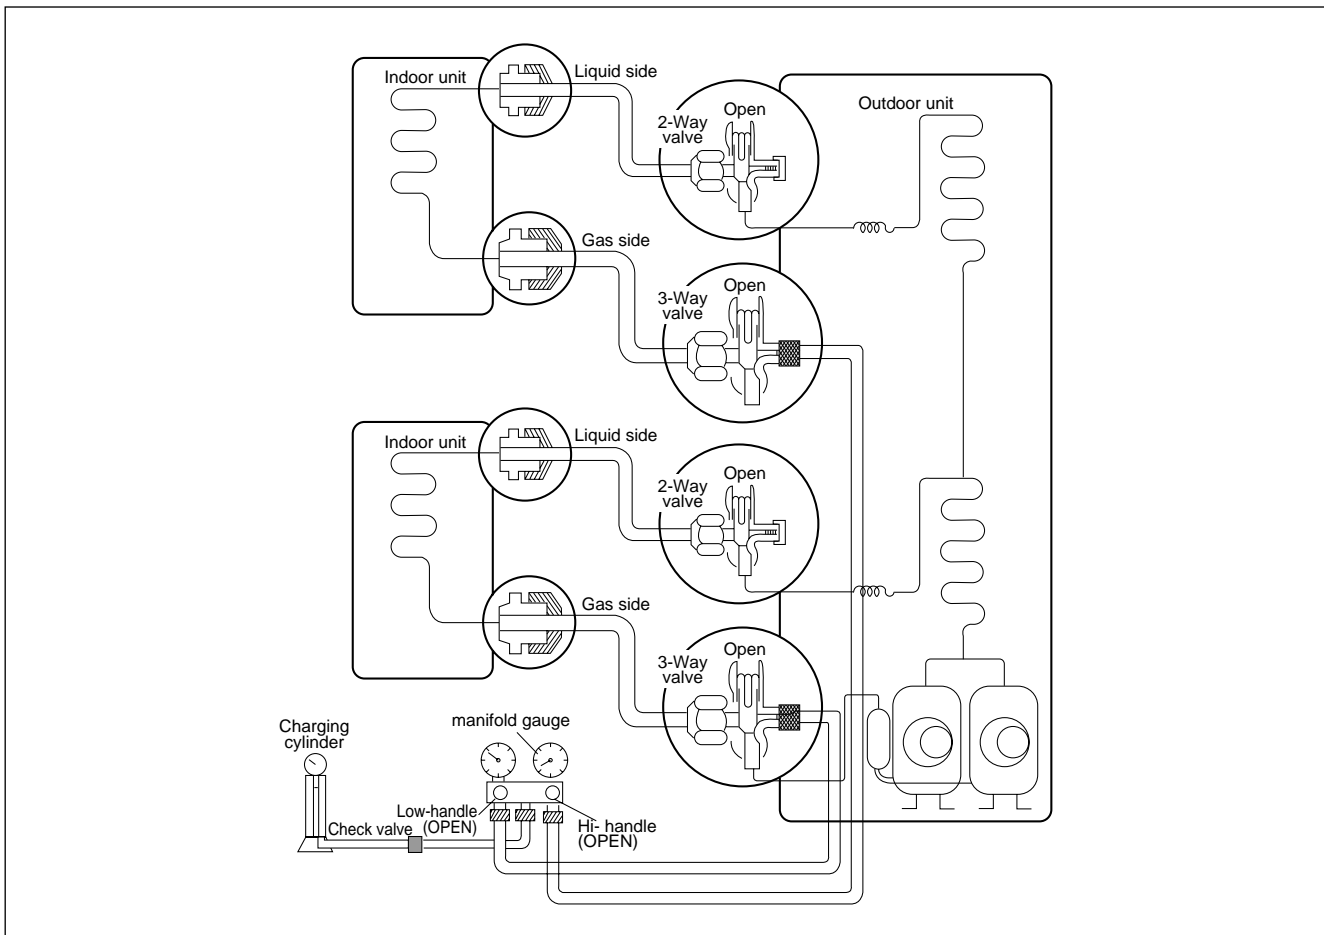 Indoor unit
Liquid side
2-Way
valve
Open
Outdoor unit
Gas side
3-Way
valve
Open
Indoor unit
Liquid side
2-Way
valve
Open
Gas side
3-Way
valve
Open
Charging
cylinder
manifold gauge
Low-handle
(OPEN)
Check valve
Hi- handle
(OPEN)